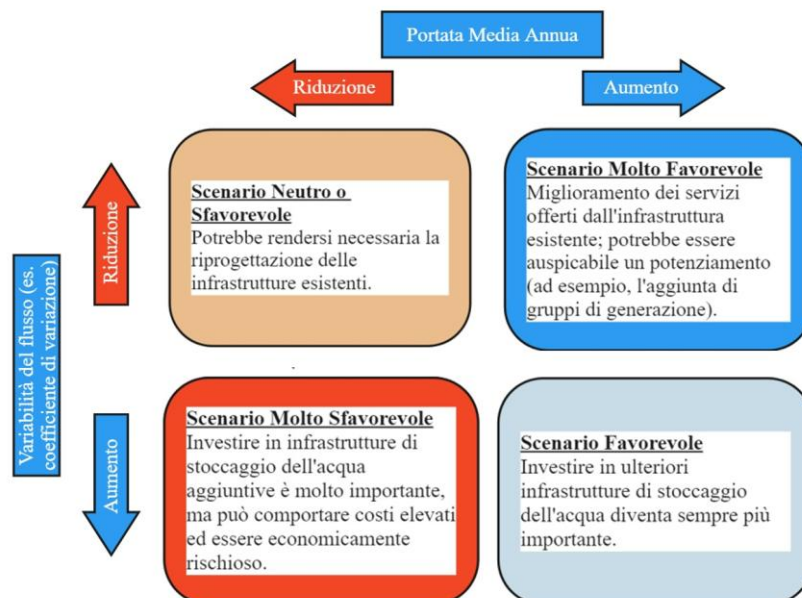 Portata Media Annua
Riduzione
Aumento
Variabilità del flusso (es.
coefficiente di variazione)
Riduzione
Scenario Neutro o
Sfavorevole
Potrebbe rendersi necessaria la
riprogettazione delle
infrastrutture esistenti.
Scenario Molto Favorevole
Miglioramento dei servizi
offerti dall'infrastruttura
esistente; potrebbe essere
auspicabile un potenziamento
(ad esempio, l'aggiunta di
gruppi di generazione).
Aumento
Scenario Molto Sfavorevole
Investire in infrastrutture di
stoccaggio dell'acqua
aggiuntive è molto importante,
ma può comportare costi elevati
ed essere economicamente
rischioso.
Scenario Favorevole
Investire in ulteriori
infrastrutture di stoccaggio
dell'acqua diventa sempre più
importante.